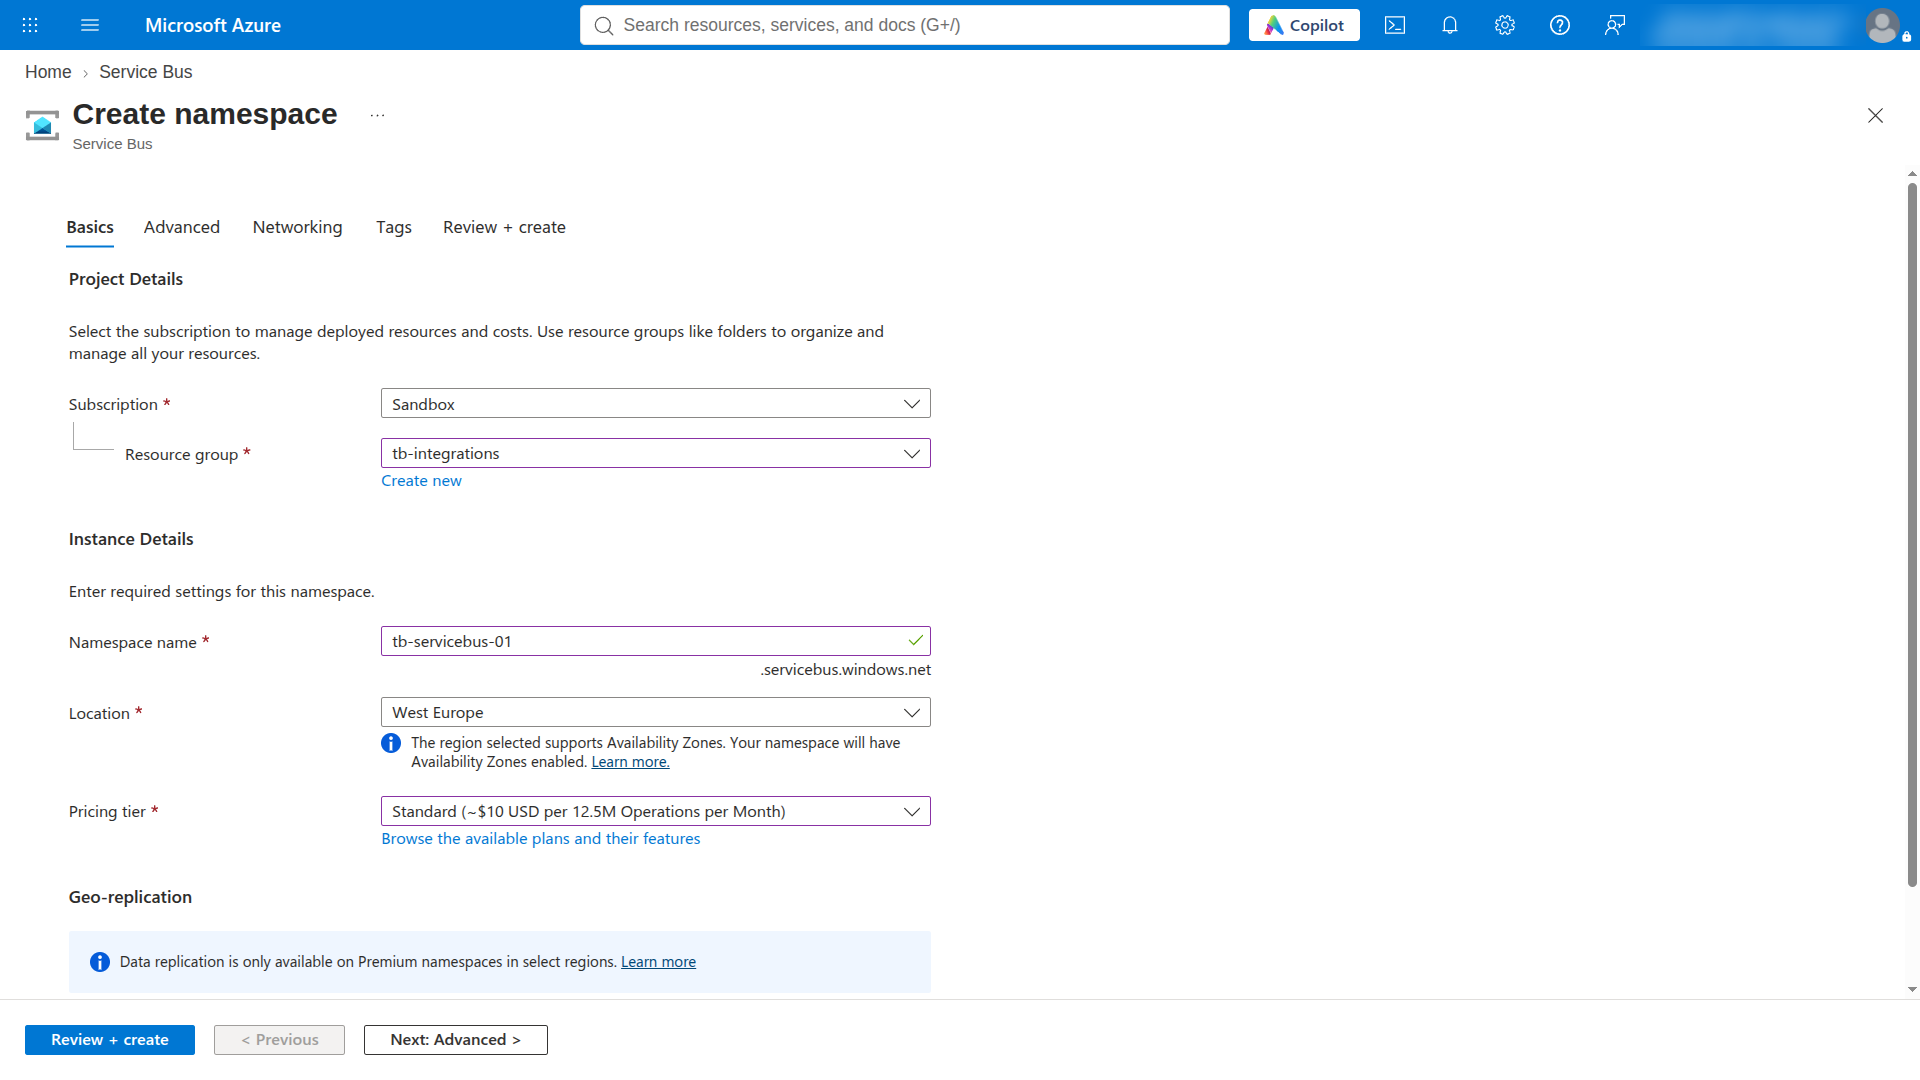 Microsoft Azure
Search resources, services, and docs (G+/)
Copilot
Home › Service Bus
Create namespace ...
Service Bus
Basics Advanced Networking Tags Review + create
Project Details
Select the subscription to manage deployed resources and costs. Use resource groups like folders to organize and
manage all your resources.
Subscription * Sandbox
Resource group * tb-integrations
Create new
Instance Details
Enter required settings for this namespace.
Namespace name * tb-servicebus-01
.servicebus.windows.net
Location * West Europe
The region selected supports Availability Zones. Your namespace will have
Availability Zones enabled. Learn more.
Pricing tier * Standard (~$10 USD per 12.5M Operations per Month)
Browse the available plans and their features
Geo-replication
Data replication is only available on Premium namespaces in select regions. Learn more
Review + create < Previous Next: Advanced >